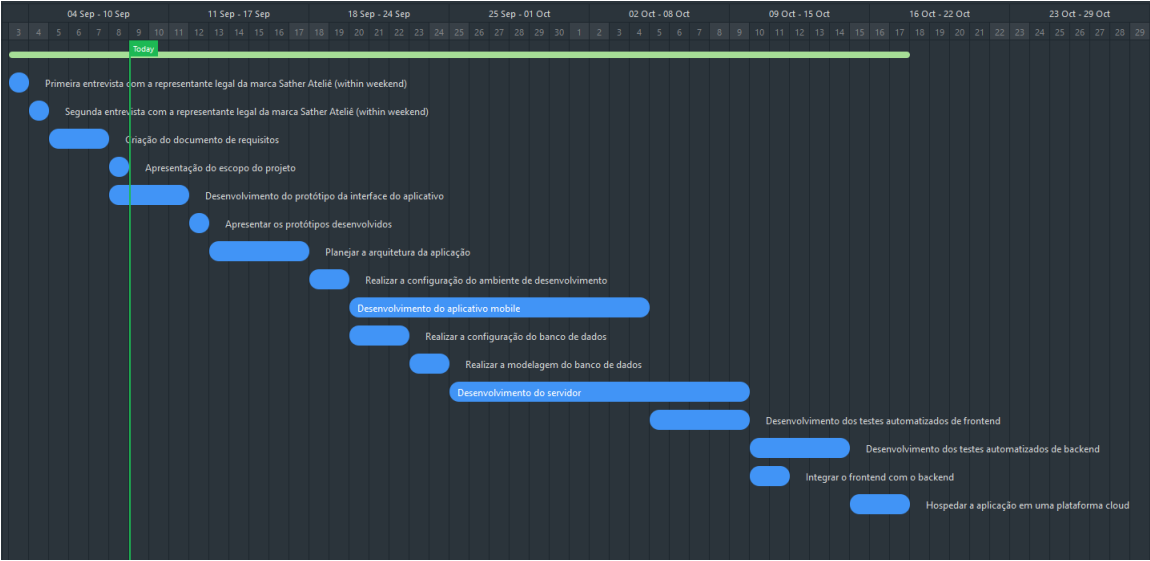 04 Sep - 10 Sep 11 Sep - 17 Sep 18 Sep - 24 Sep 25 Sep - 01 Oct 02 Oct - 08 Oct 09 Oct - 15 Oct 16 Oct - 22 Oct 23 Oct - 29 Oct
3 4 5 6 7 8 9 10 11 12 13 14 15 16 17 18 19 20 21 22 23 24 25 26 27 28 29 30 1 2 3 4 5 6 7 8 9 10 11 12 13 14 15 16 17 18 19 20 21 22 23 24 25 26 27 28 29
Today
Primeira entrevista com a representante legal da marca Sather Ateliê (within weekend)
Segunda entrevista com a representante legal da marca Sather Ateliê (within weekend)
Criação do documento de requisitos
Apresentação do escopo do projeto
Desenvolvimento do protótipo da interface do aplicativo
Apresentar os protótipos desenvolvidos
Planejar a arquitetura da aplicação
Realizar a configuração do ambiente de desenvolvimento
Desenvolvimento do aplicativo mobile
Realizar a configuração do banco de dados
Realizar a modelagem do banco de dados
Desenvolvimento do servidor
Desenvolvimento dos testes automatizados de frontend
Desenvolvimento dos testes automatizados de backend
Integrar o frontend com o backend
Hospedar a aplicação em uma plataforma cloud